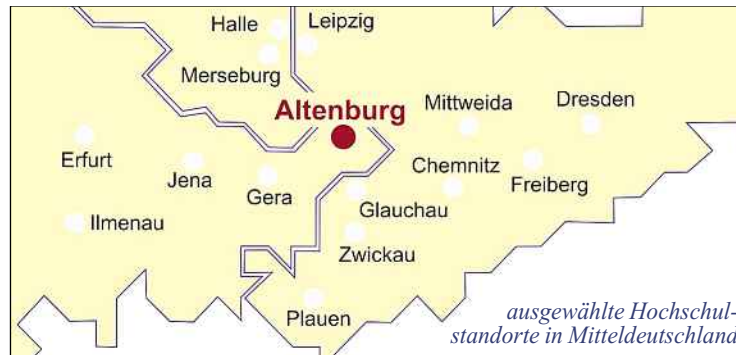 Halle
Leipzig
Merseburg
Altenburg
Mittweida
Dresden
Erfurt
Jena
Gera
Chemnitz
Freiberg
Glauchau
Ilmenau
Zwickau
Plauen
ausgewählte Hochschul-
standorte in Mitteldeutschland